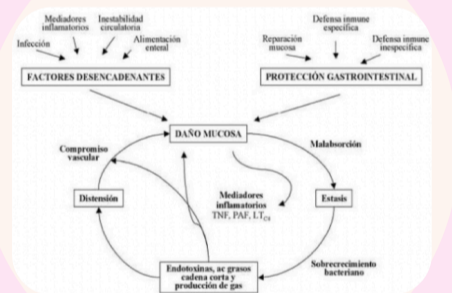 Mediadores
inflamatorios
Inestabilidad
circulatoria
Infección
Alimentación
enteral
FACTORES DESENCADENANTES
Defensa inmune
específica
Reparación
mucosa
Defensa inmune
inespecífica
PROTECCIÓN GASTROINTESTINAL
DAÑO MUCOSA
Compromiso
vascular
Malabsorción
Distensión
Mediadores
inflamatorios
TNF, PAF, LTC4
Estasis
Endotoxinas, ac grasos
cadena corta y
producción de gas
Sobrecrecimiento
bacteriano